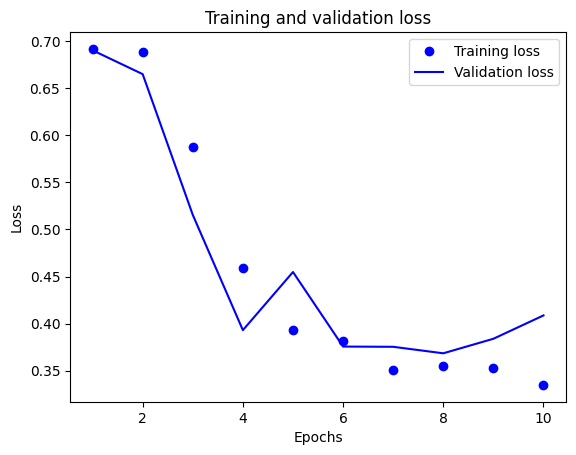 Training and validation loss
Training loss
Validation loss
0.70
0.65
0.60
0.55
0.50
0.45
0.40
0.35
Loss
2
4
6
8
10
Epochs